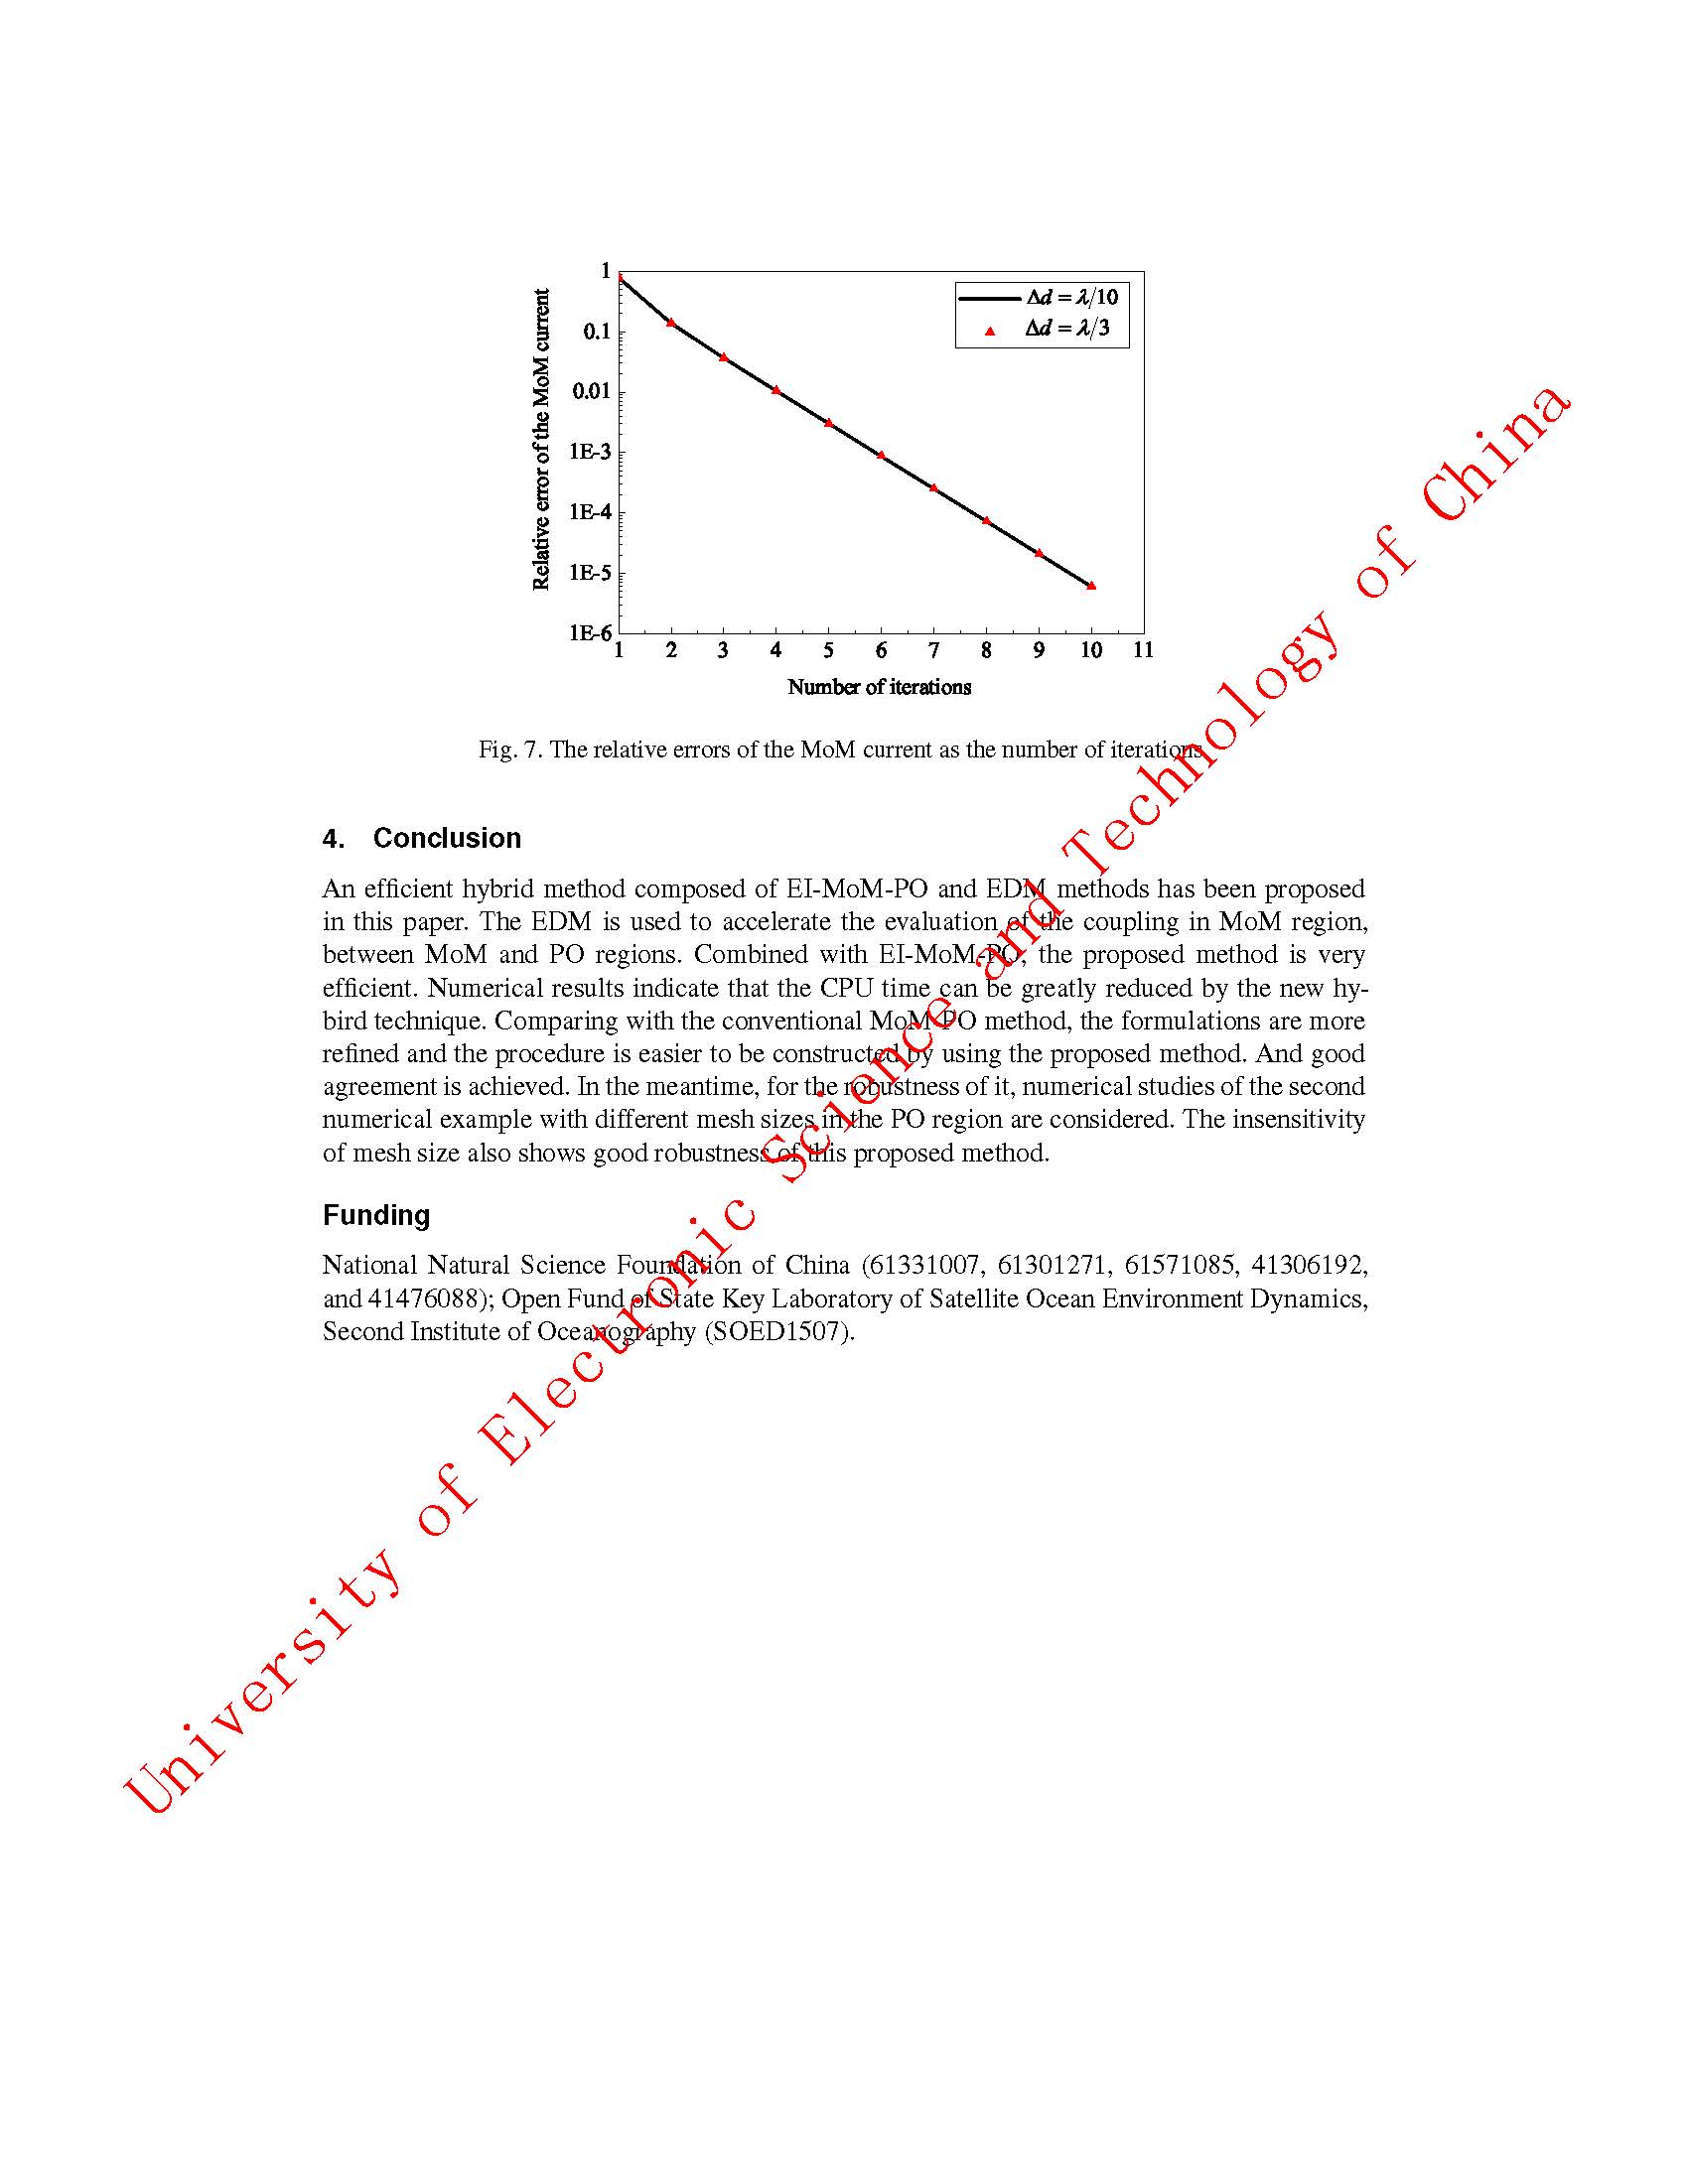 1
0.1
0.01
1E-3
1E-4
1E-5
1E-6
Relative error of the MoM current
Δd = λ/10
Δd = λ/3
1 2 3 4 5 6 7 8 9 10 11
Number of iterations
Fig. 7. The relative errors of the MoM current as the number of iterations
4. Conclusion
An efficient hybrid method composed of EI-MoM-PO and EDM methods has been proposed
in this paper. The EDM is used to accelerate the evaluation of the coupling in MoM region,
between MoM and PO regions. Combined with EI-MoM-PO, the proposed method is very
efficient. Numerical results indicate that the CPU time can be greatly reduced by the new hy-
bird technique. Comparing with the conventional MoM-PO method, the formulations are more
refined and the procedure is easier to be constructed by using the proposed method. And good
agreement is achieved. In the meantime, for the robustness of it, numerical studies of the second
numerical example with different mesh sizes in the PO region are considered. The insensitivity
of mesh size also shows good robustness of this proposed method.
Funding
National Natural Science Foundation of China (61331007, 61301271, 61571085, 41306192,
and 41476088); Open Fund of State Key Laboratory of Satellite Ocean Environment Dynamics,
Second Institute of Oceanography (SOED1507).
University of Electronic Science and Technology of China